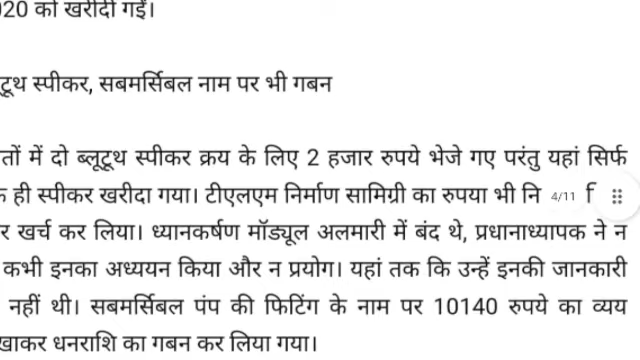 020 को खरीदी गईं।
टूथ स्पीकर, सबमर्सिबल नाम पर भी गबन
तों में दो ब्लूटूथ स्पीकर क्रय के लिए 2 हजार रुपये भेजे गए परंतु यहां सिर्फ
ही स्पीकर खरीदा गया। टीएलएम निर्माण सामिग्री का रुपया भी नि 4/11
र खर्च कर लिया। ध्यानकर्षण मॉड्यूल अलमारी में बंद थे, प्रधानाध्यापक ने न
कभी इनका अध्ययन किया और न प्रयोग। यहां तक कि उन्हें इनकी जानकारी
नहीं थी। सबमर्सिबल पंप की फिटिंग के नाम पर 10140 रुपये का व्यय
खाकर धनराशि का गबन कर लिया गया।